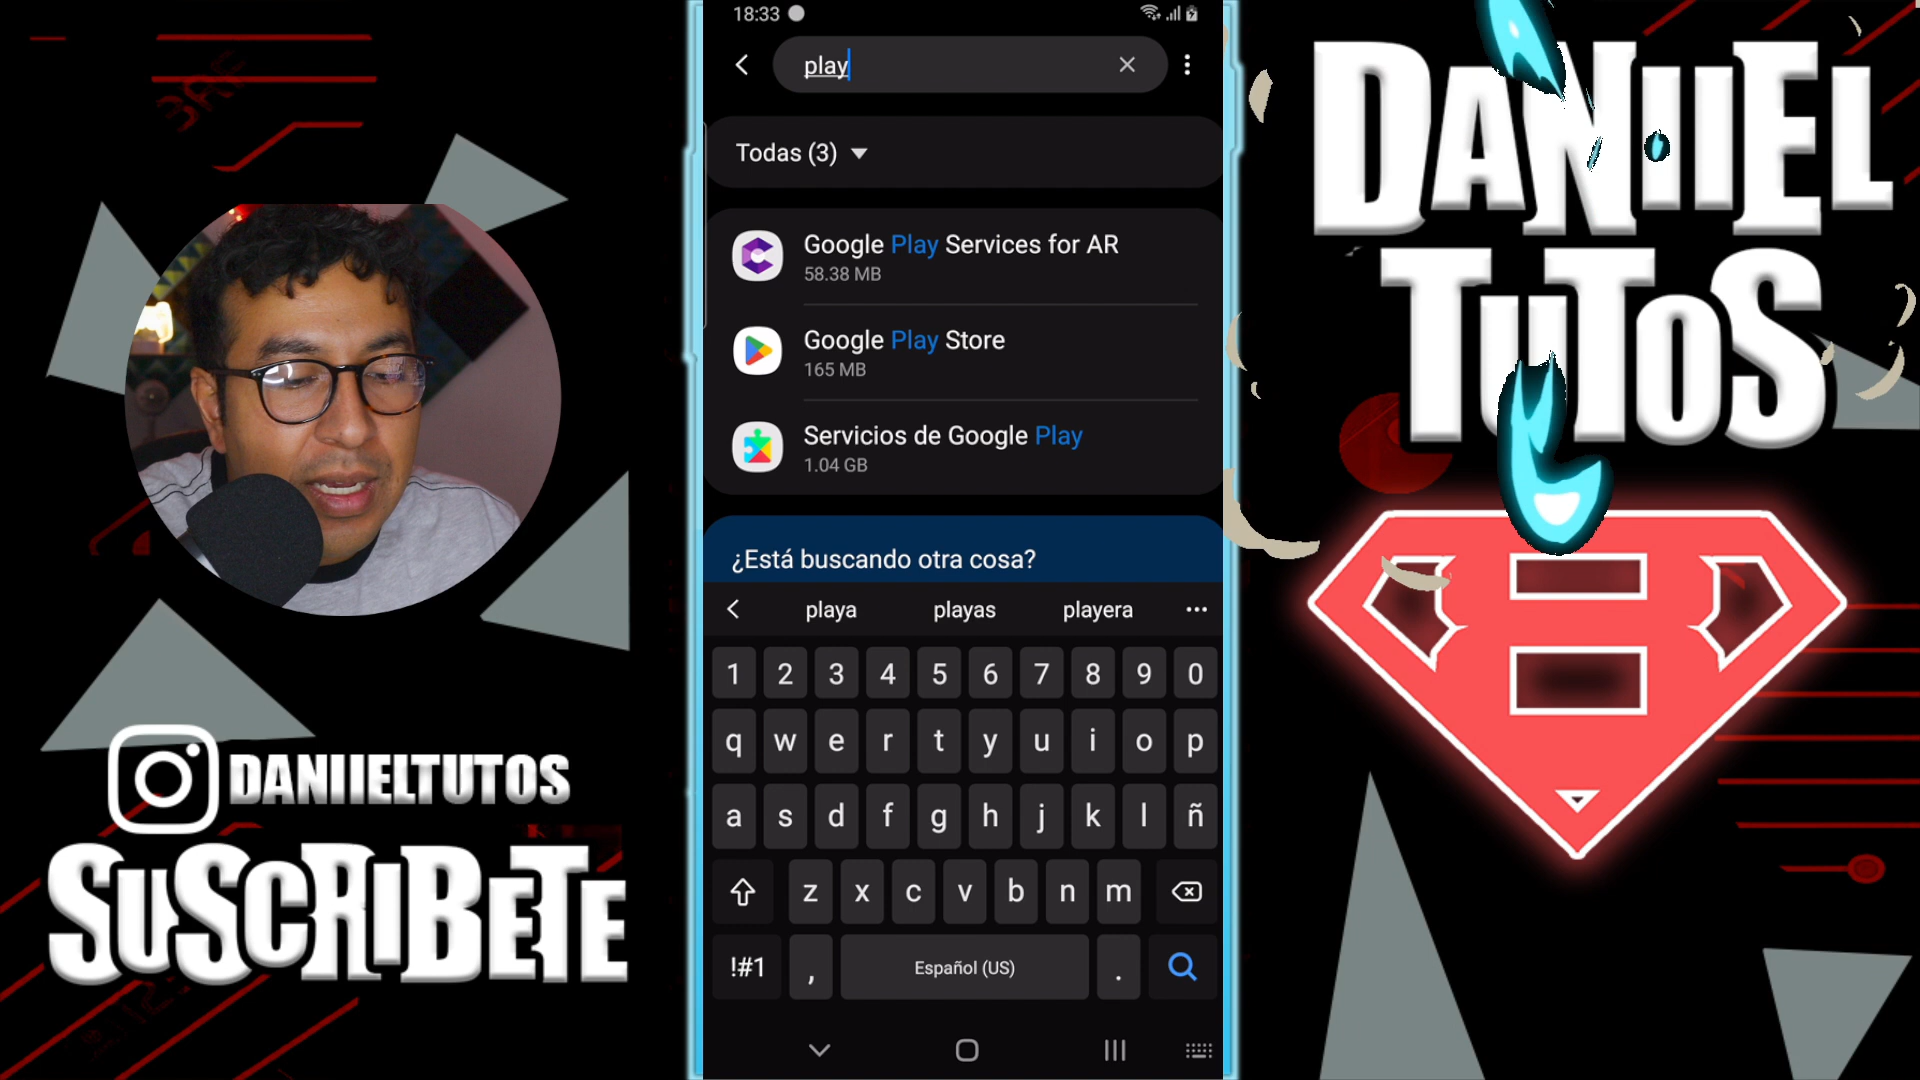 18:33
play
Todas (3)
Google Play Services for AR
58.38 MB
Google Play Store
165 MB
Servicios de Google Play
1.04 GB
¿Está buscando otra cosa?
playa playas playera
1 2 3 4 5 6 7 8 9 0
q w e r t y u i o p
a s d f g h j k l ñ
z x c v b n m
!#1 , Español (US) .
DANIIELTUTOS
SUSCRIBETE
DANIIEL
TUTOS